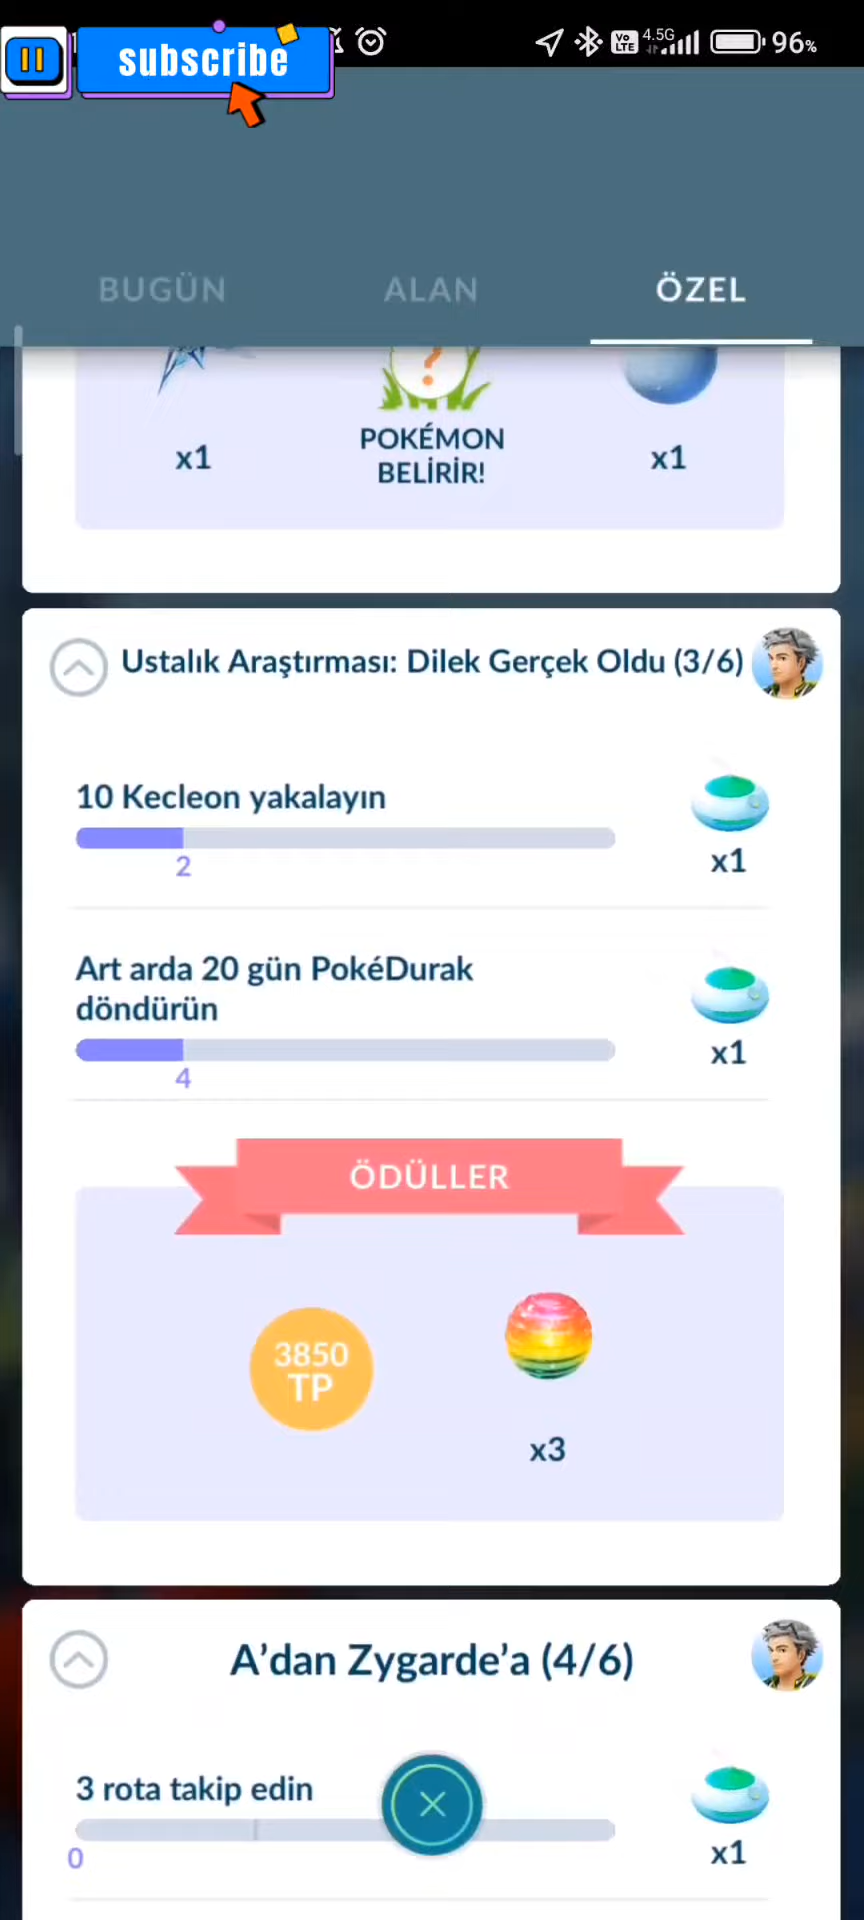 subscribe
Vo
LTE
4.5G
96%
BUGÜN
ALAN
ÖZEL
?
x1
POKÉMON
BELİRİR!
x1
Ustalık Araştırması: Dilek Gerçek Oldu (3/6)
10 Kecleon yakalayın
2
x1
Art arda 20 gün PokéDurak
döndürün
4
x1
ÖDÜLLER
3850
TP
x3
A’dan Zygarde’a (4/6)
3 rota takip edin
0
x1